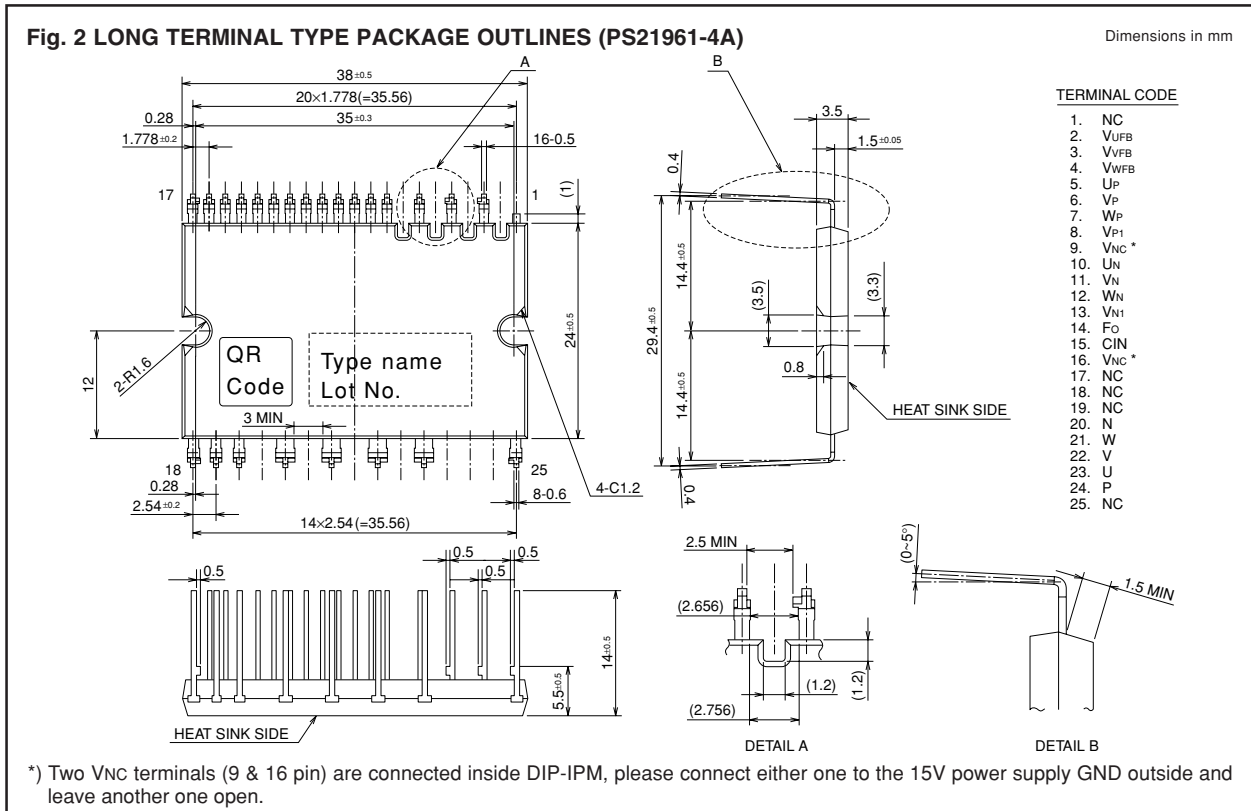 Fig. 2 LONG TERMINAL TYPE PACKAGE OUTLINES (PS21961-4A)
Dimensions in mm
A
B
38±0.5
20×1.778(=35.56)
35±0.3
0.28
1.778±0.2
16-0.5
17
1
(1)
2-R1.6
QR
Code
Type name
Lot No.
3 MIN
12
24±0.5
18
25
0.28
2.54±0.2
14×2.54(=35.56)
8-0.6
4-C1.2
3.5
1.5±0.05
0.4
29.4±0.5
14.4±0.5
14.4±0.5
(3.5)
(3.3)
0.8
HEAT SINK SIDE
0.4
TERMINAL CODE
1. NC
2. VUFB
3. VVFB
4. VWFB
5. UP
6. VP
7. WP
8. VP1
9. VNC *
10. UN
11. VN
12. WN
13. VN1
14. FO
15. CIN
16. VNC *
17. NC
18. NC
19. NC
20. N
21. W
22. V
23. U
24. P
25. NC
0.5
0.5
0.5
0.5
14±0.5
5.5±0.5
HEAT SINK SIDE
2.5 MIN
(2.656)
(1.2)
(1.2)
(2.756)
DETAIL A
(0~5°)
1.5 MIN
DETAIL B
*) Two VNC terminals (9 & 16 pin) are connected inside DIP-IPM, please connect either one to the 15V power supply GND outside and
leave another one open.